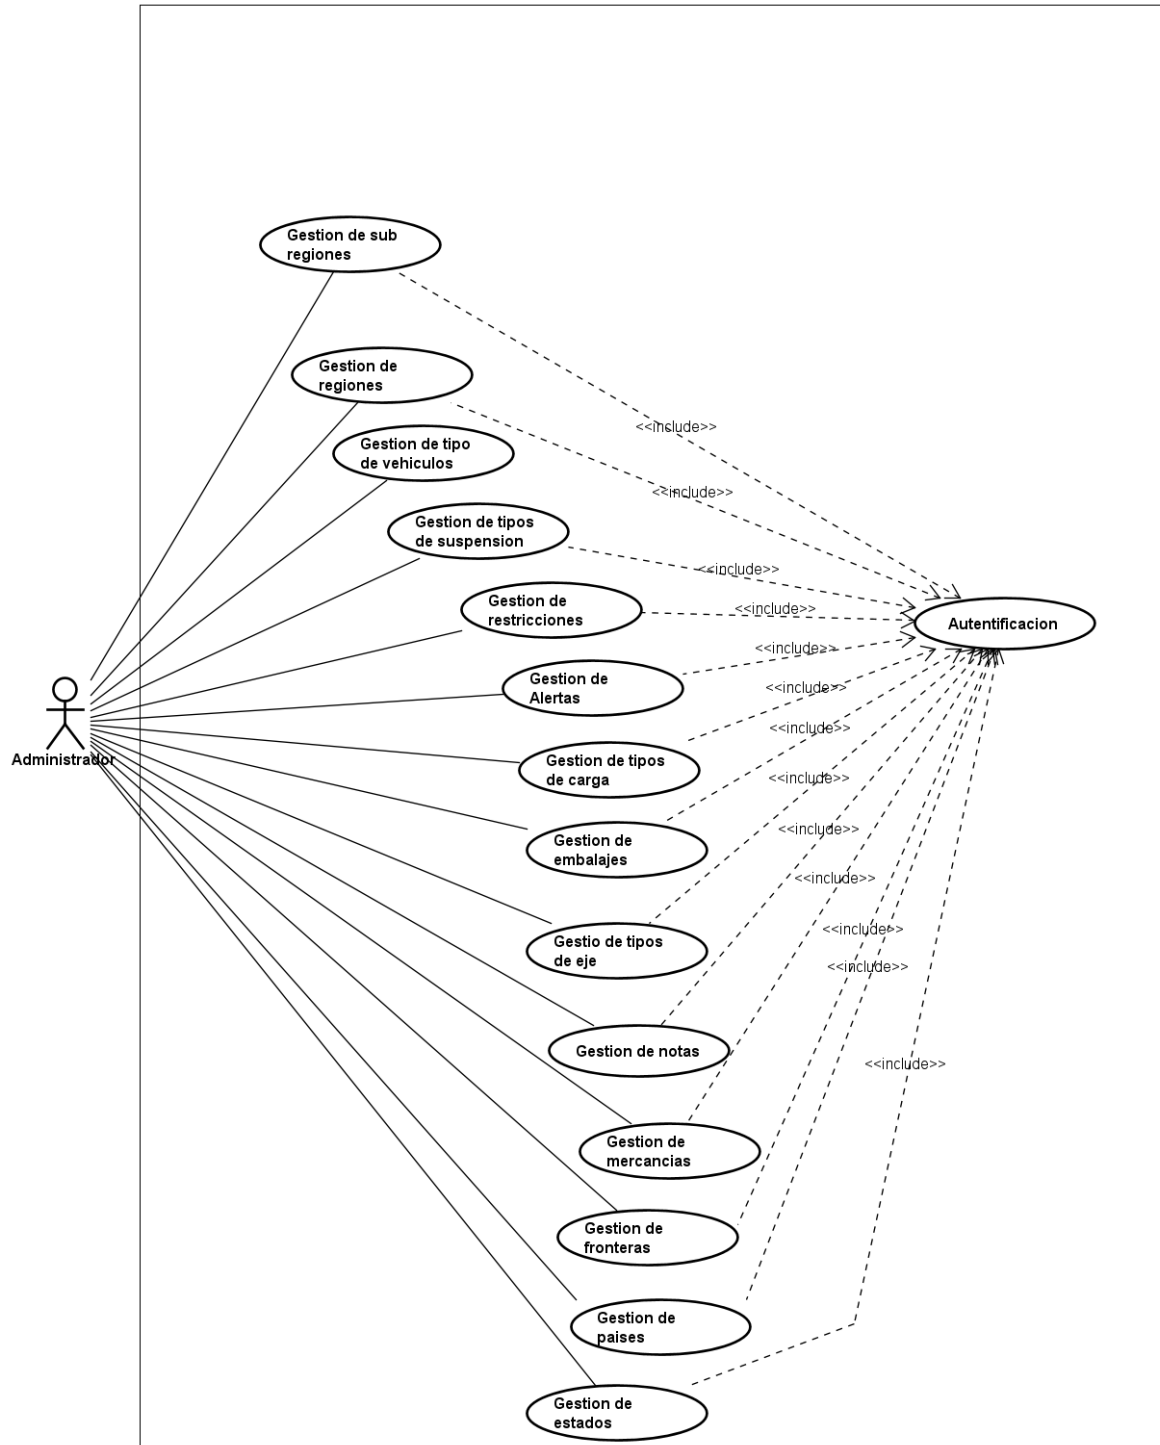 Gestion de sub
regiones
Gestion de
regiones
<<include>>
Gestion de tipo
de vehiculos
<<include>>
Gestion de tipos
de suspension
<<include>>
Gestion de
restricciones
<<include>>
Autentificacion
<<include>>
Gestion de
Alertas
<<include>>
Administrador
Gestion de tipos
de carga
<<include>>
<<include>>
Gestion de
embalajes
<<include>>
<<include>>
Gestio de tipos
de eje
<<include>>
<<include>>
Gestion de notas
<<include>>
Gestion de
mercancias
Gestion de
fronteras
Gestion de
paises
Gestion de
estados